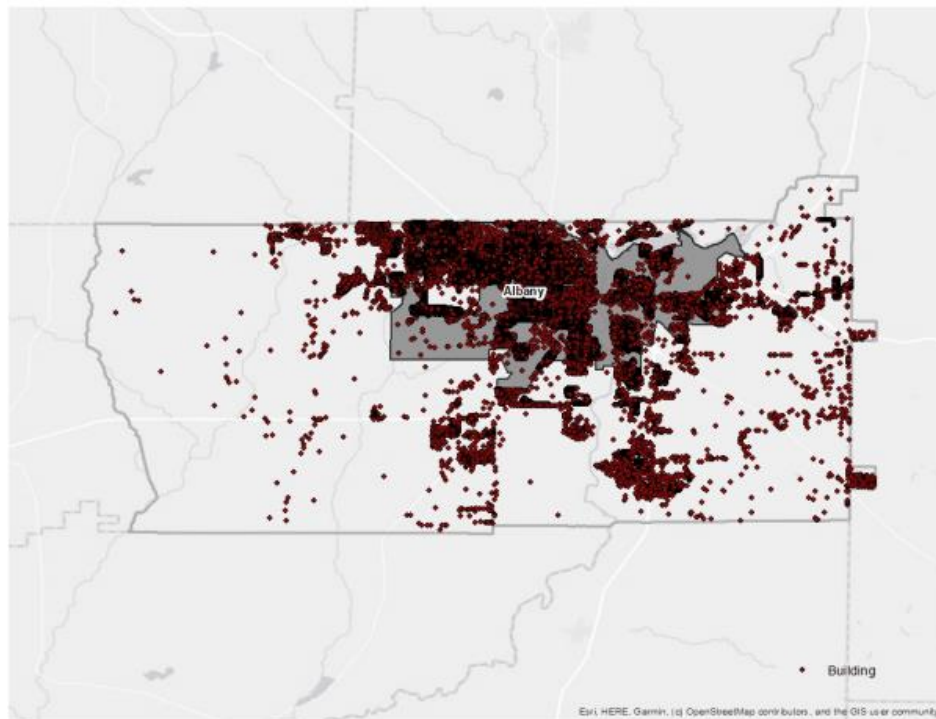 Albany
Building
Esri, HERE, Garmin, (c) OpenStreetMap contributors, and the GIS user community